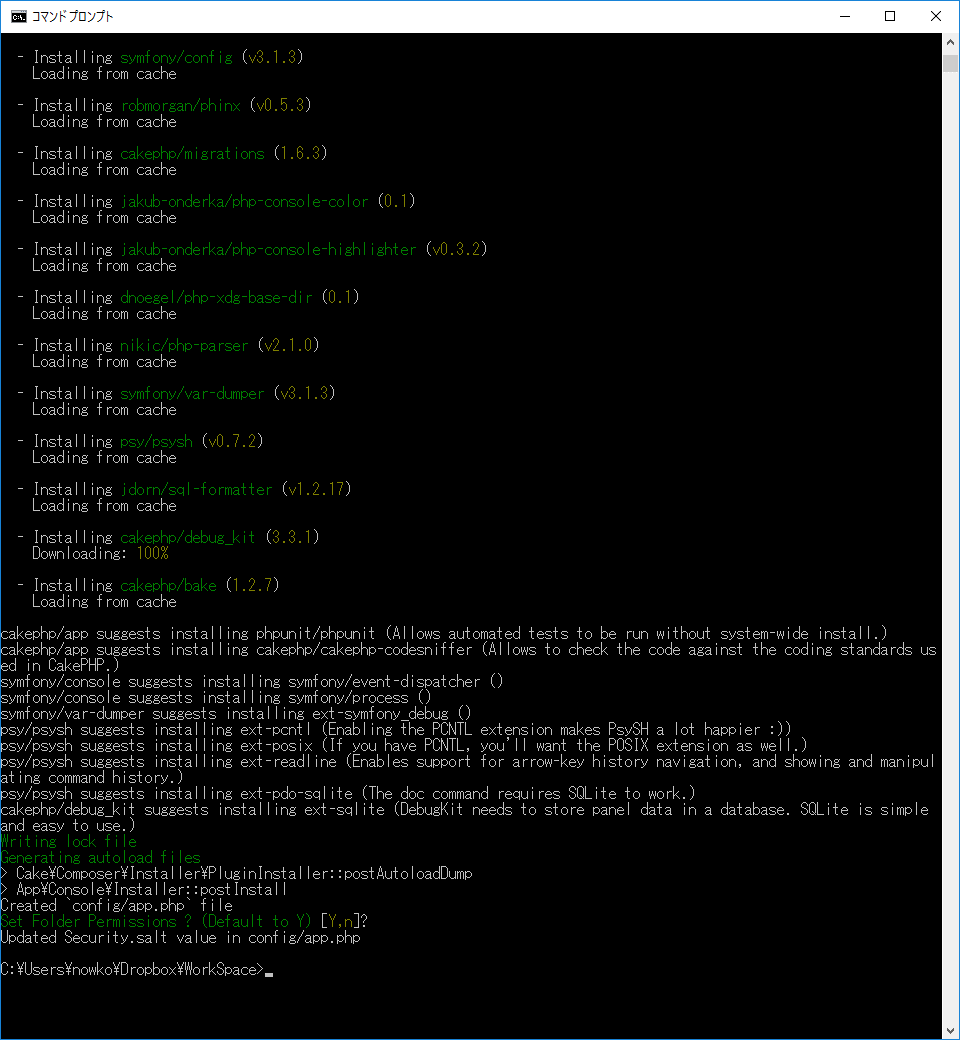 コマンド プロンプト
- Installing symfony/config (v3.1.3)
Loading from cache
- Installing robmorgan/phinx (v0.5.3)
Loading from cache
- Installing cakephp/migrations (1.6.3)
Loading from cache
- Installing jakub-onderka/php-console-color (0.1)
Loading from cache
- Installing jakub-onderka/php-console-highlighter (v0.3.2)
Loading from cache
- Installing dnoegel/php-xdg-base-dir (0.1)
Loading from cache
- Installing nikic/php-parser (v2.1.0)
Loading from cache
- Installing symfony/var-dumper (v3.1.3)
Loading from cache
- Installing psy/psysh (v0.7.2)
Loading from cache
- Installing jdorn/sql-formatter (v1.2.17)
Loading from cache
- Installing cakephp/debug_kit (3.3.1)
Downloading: 100%
- Installing cakephp/bake (1.2.7)
Loading from cache
cakephp/app suggests installing phpunit/phpunit (Allows automated tests to be run without system-wide install.)
cakephp/app suggests installing cakephp/cakephp-codesniffer (Allows to check the code against the coding standards us
ed in CakePHP.)
symfony/console suggests installing symfony/event-dispatcher ()
symfony/console suggests installing symfony/process ()
symfony/var-dumper suggests installing ext-symfony_debug ()
psy/psysh suggests installing ext-pcntl (Enabling the PCNTL extension makes PsySH a lot happier :))
psy/psysh suggests installing ext-posix (If you have PCNTL, you'll want the POSIX extension as well.)
psy/psysh suggests installing ext-readline (Enables support for arrow-key history navigation, and showing and manipul
ating command history.)
psy/psysh suggests installing ext-pdo-sqlite (The doc command requires SQLite to work.)
cakephp/debug_kit suggests installing ext-sqlite (DebugKit needs to store panel data in a database. SQLite is simple
and easy to use.)
Writing lock file
Generating autoload files
> Cake¥Composer¥Installer¥PluginInstaller::postAutoloadDump
> App¥Console¥Installer::postInstall
Created `config/app.php` file
Set Folder Permissions ? (Default to Y) [Y,n]?
Updated Security.salt value in config/app.php
C:¥Users¥nowko¥Dropbox¥WorkSpace>